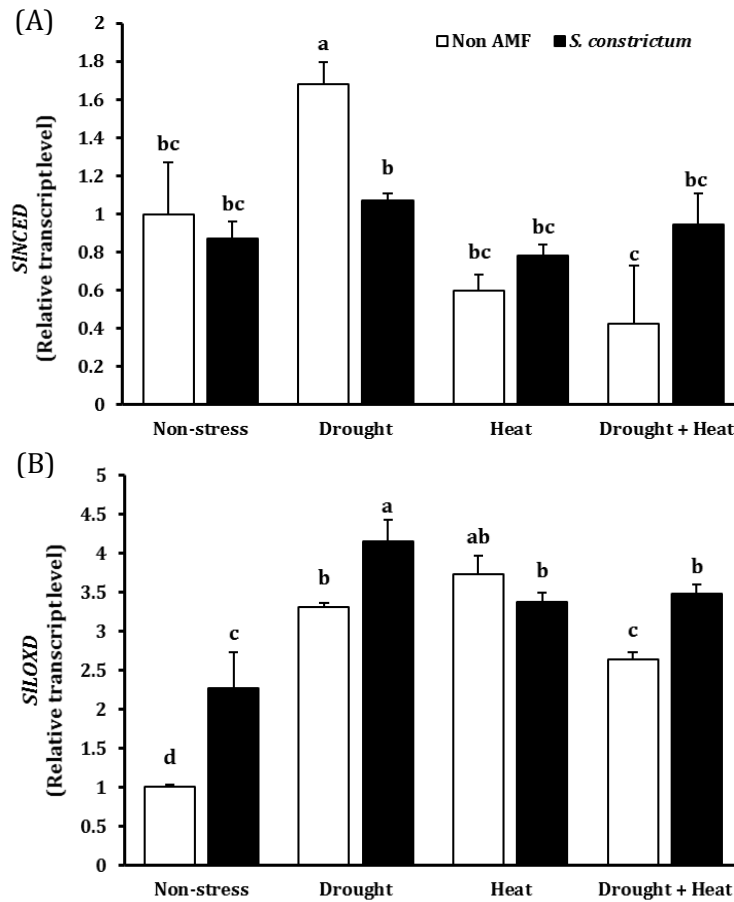 (A)
2
1.8
1.6
1.4
1.2
1
0.8
0.6
0.4
0.2
0
SINCED
(Relative transcript level)
Non AMF S. constrictum
bc
bc
a
b
bc
bc
c
bc
Non-stress Drought Heat Drought + Heat
(B)
5
4.5
4
3.5
3
2.5
2
1.5
1
0.5
0
SILOXD
(Relative transcript level)
d
c
b
a
ab
b
c
b
Non-stress Drought Heat Drought + Heat